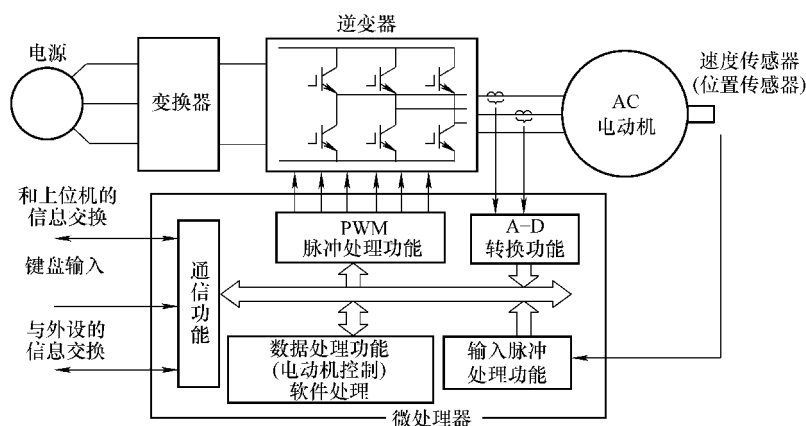 逆变器
电源
变换器
AC
电动机
速度传感器
(位置传感器)
和上位机的
信息交换
键盘输入
与外设的
信息交换
通信功能
PWM
脉冲处理功能
A-D
转换功能
数据处理功能
(电动机控制)
软件处理
输入脉冲
处理功能
微处理器